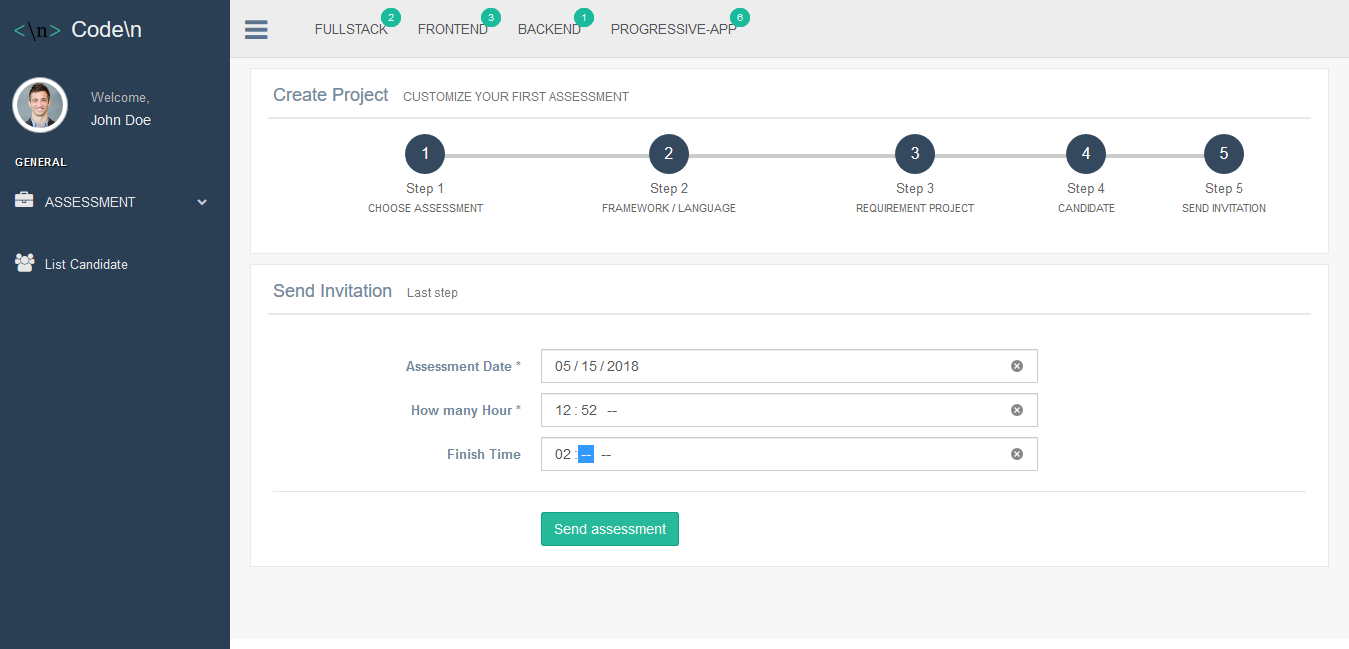 <\n> Code\n
Welcome,
John Doe
GENERAL
ASSESSMENT
List Candidate
FULLSTACK 2 FRONTEND 3 BACKEND 1 PROGRESSIVE-APP 6
Create Project CUSTOMIZE YOUR FIRST ASSESSMENT
1 2 3 4 5
Step 1 Step 2 Step 3 Step 4 Step 5
CHOOSE ASSESSMENT FRAMEWORK / LANGUAGE REQUIREMENT PROJECT CANDIDATE SEND INVITATION
Send Invitation Last step
Assessment Date * 05 / 15 / 2018
How many Hour * 12 : 52 --
Finish Time 02 : -- --
Send assessment